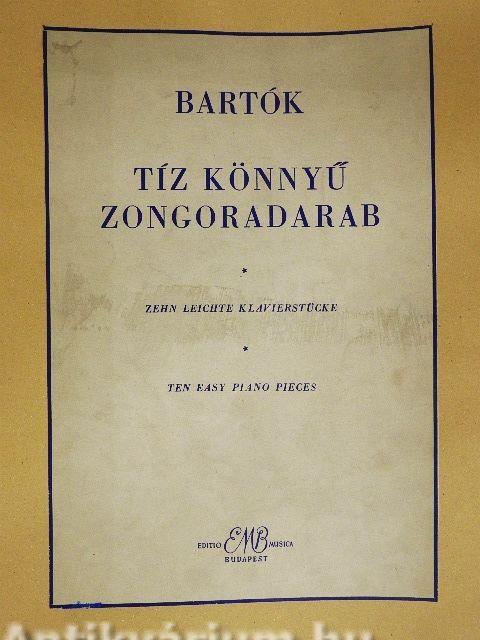 BARTÓK
TÍZ KÖNNYŰ
ZONGORADARAB
*
ZEHN LEICHTE KLAVIERSTÜCKE
*
TEN EASY PIANO PIECES
EDITIO EMB MUSICA
BUDAPEST
Antikvárium.hu